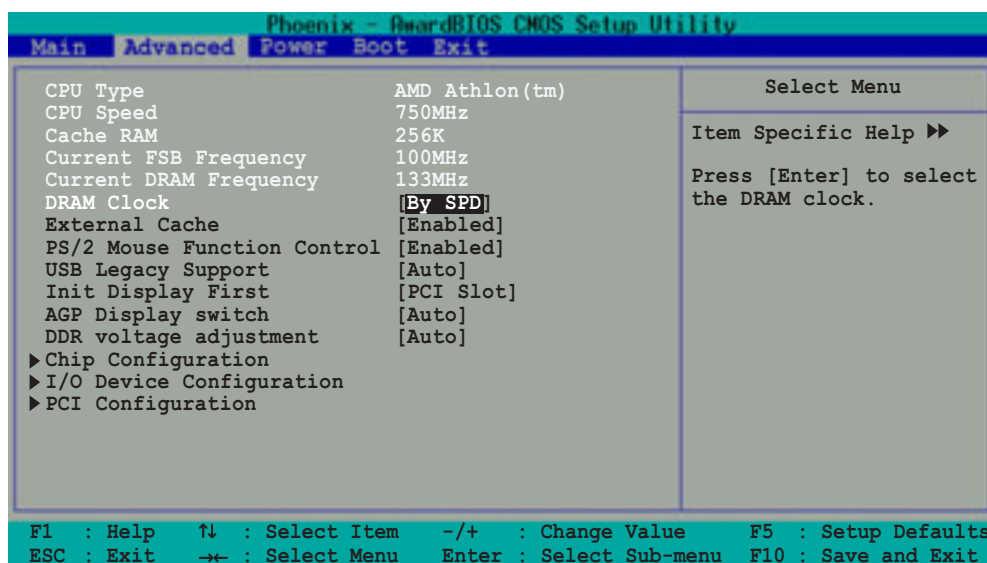 Phoenix - AwardBIOS CMOS Setup Utility
Main Advanced Power Boot Exit
CPU Type AMD Athlon(tm)
CPU Speed 750MHz
Cache RAM 256K
Current FSB Frequency 100MHz
Current DRAM Frequency 133MHz
DRAM Clock [By SPD]
External Cache [Enabled]
PS/2 Mouse Function Control [Enabled]
USB Legacy Support [Auto]
Init Display First [PCI Slot]
AGP Display switch [Auto]
DDR voltage adjustment [Auto]
▶Chip Configuration
▶I/O Device Configuration
▶PCI Configuration
Select Menu
Item Specific Help ▶▶
Press [Enter] to select
the DRAM clock.
F1 : Help ↑↓ : Select Item -/+ : Change Value F5 : Setup Defaults
ESC : Exit →← : Select Menu Enter : Select Sub-menu F10 : Save and Exit